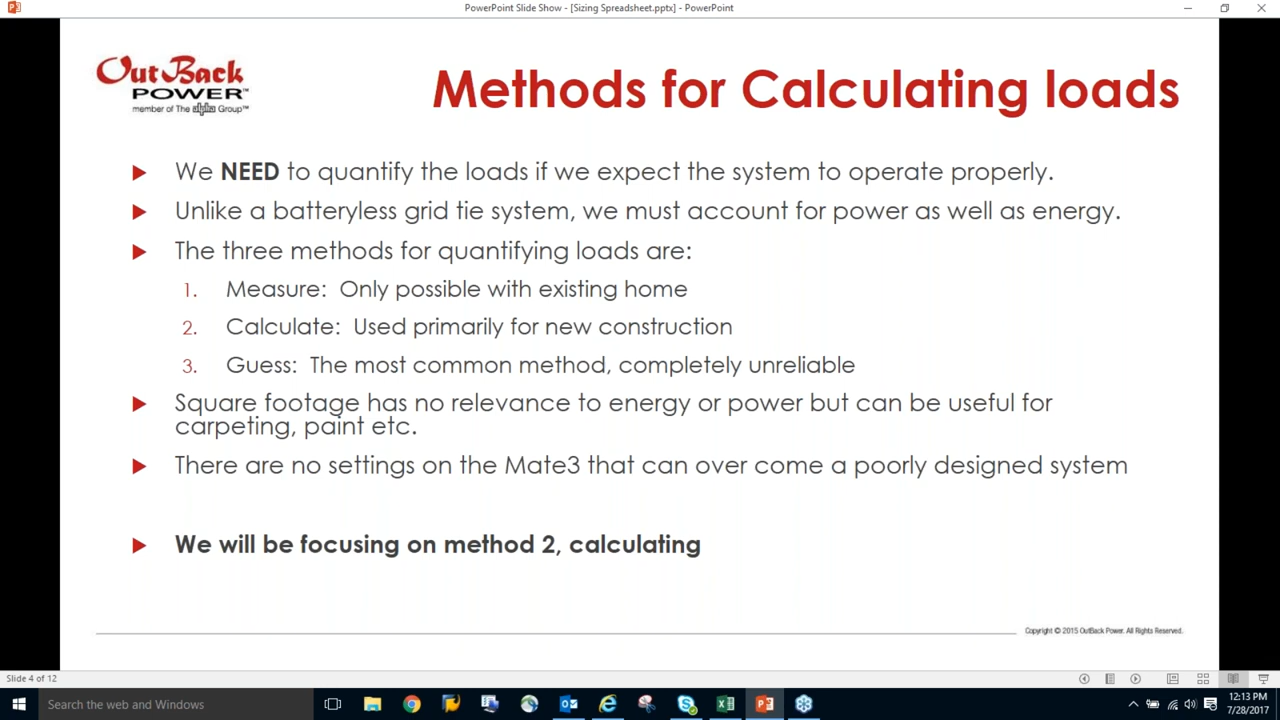 PowerPoint Slide Show - [Sizing Spreadsheet.pptx] - PowerPoint
OutBack
POWER™
member of The alpha Group™
Methods for Calculating loads
We NEED to quantify the loads if we expect the system to operate properly.
Unlike a batteryless grid tie system, we must account for power as well as energy.
The three methods for quantifying loads are:
1. Measure: Only possible with existing home
2. Calculate: Used primarily for new construction
3. Guess: The most common method, completely unreliable
Square footage has no relevance to energy or power but can be useful for
carpeting, paint etc.
There are no settings on the Mate3 that can over come a poorly designed system
We will be focusing on method 2, calculating
Copyright © 2015 OutBack Power. All Rights Reserved.
Slide 4 of 12
Search the web and Windows
12:13 PM
7/28/2017